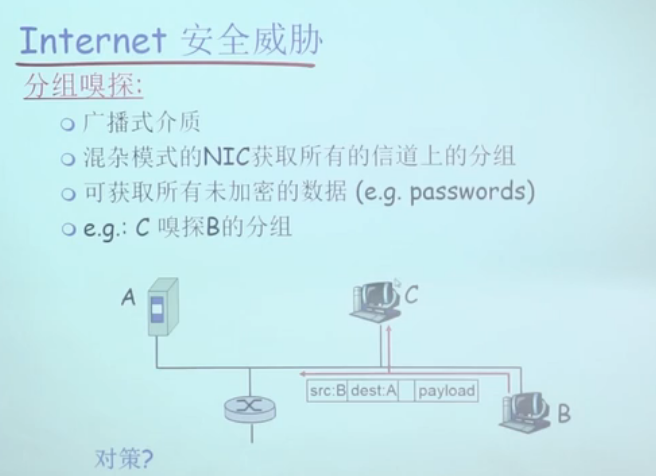 Internet 安全威胁
分组嗅探:
广播式介质
混杂模式的NIC获取所有的信道上的分组
可获取所有未加密的数据 (e.g. passwords)
e.g.: C 嗅探B的分组
A
C
src:B dest:A payload
B
对策?